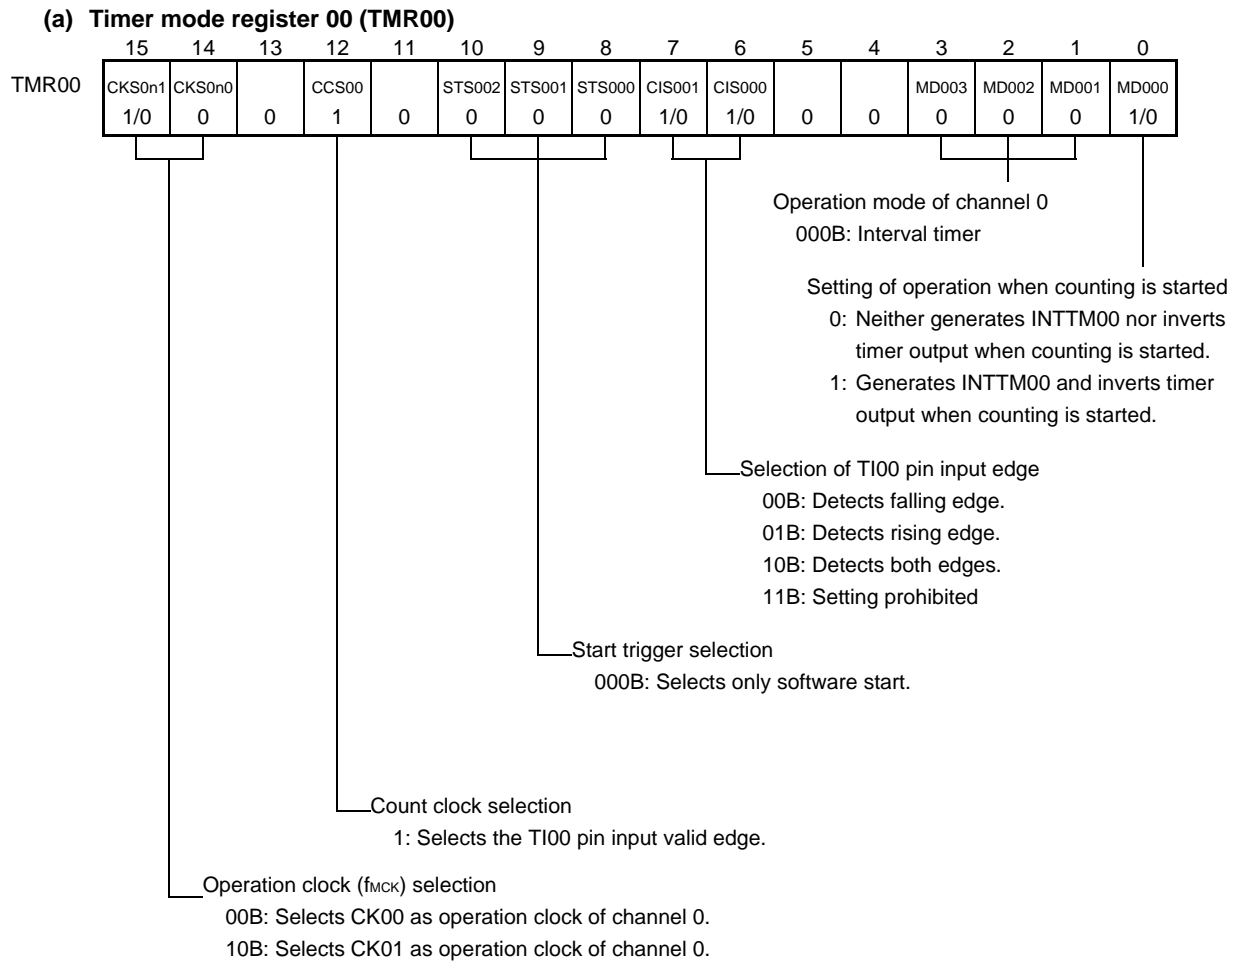 (a) Timer mode register 00 (TMR00)
15 14 13 12 11 10 9 8 7 6 5 4 3 2 1 0
TMR00 CKS0n1 CKS0n0 CCS00 STS002 STS001 STS000 CIS001 CIS000 MD003 MD002 MD001 MD000
1/0 0 0 1 0 0 0 0 1/0 1/0 0 0 0 0 0 1/0
Operation mode of channel 0
000B: Interval timer
Setting of operation when counting is started
0: Neither generates INTTM00 nor inverts
timer output when counting is started.
1: Generates INTTM00 and inverts timer
output when counting is started.
Selection of TI00 pin input edge
00B: Detects falling edge.
01B: Detects rising edge.
10B: Detects both edges.
11B: Setting prohibited
Start trigger selection
000B: Selects only software start.
Count clock selection
1: Selects the TI00 pin input valid edge.
Operation clock (fMCK) selection
00B: Selects CK00 as operation clock of channel 0.
10B: Selects CK01 as operation clock of channel 0.